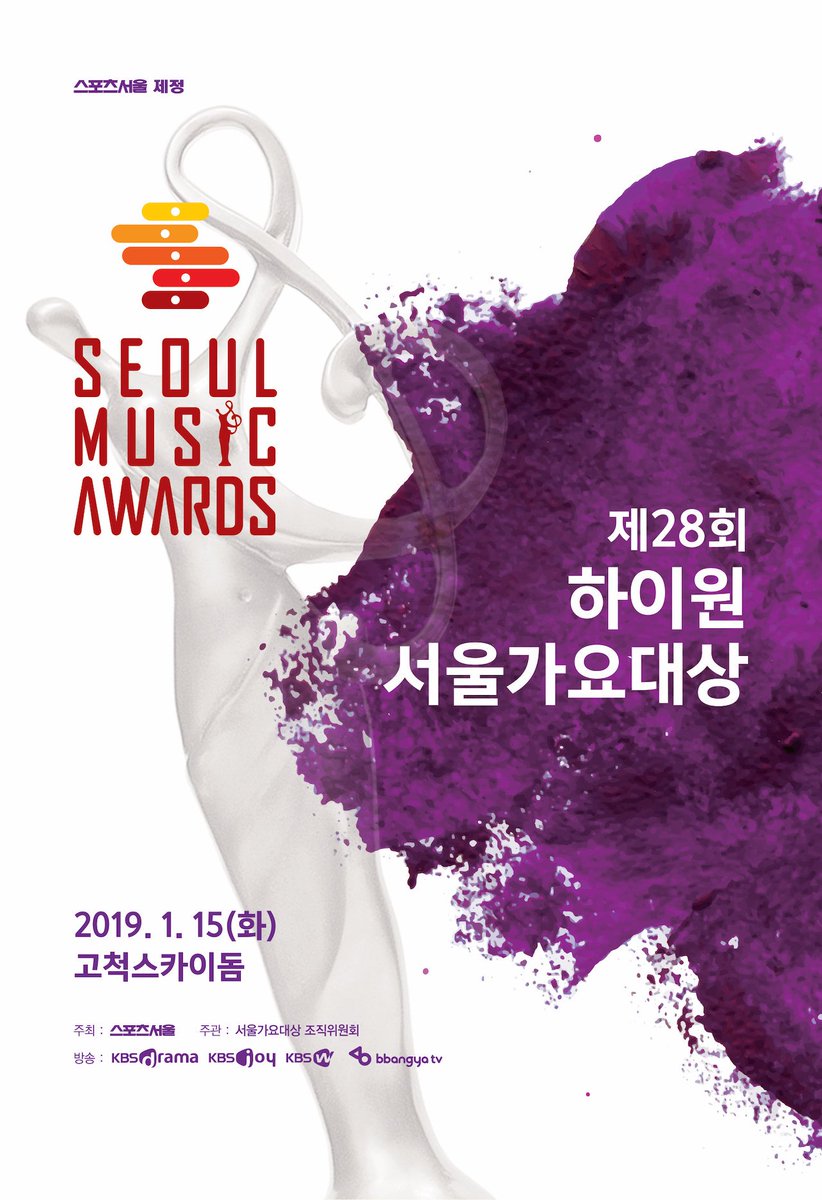 스포츠서울 제정
SEOUL
MUSIC
AWARDS
제28회
하이원
서울가요대상
2019. 1. 15(화)
고척스카이돔
주최 : 스포츠서울 주관 : 서울가요대상 조직위원회
방송 : KBS drama KBS joy KBS W bbangya tv